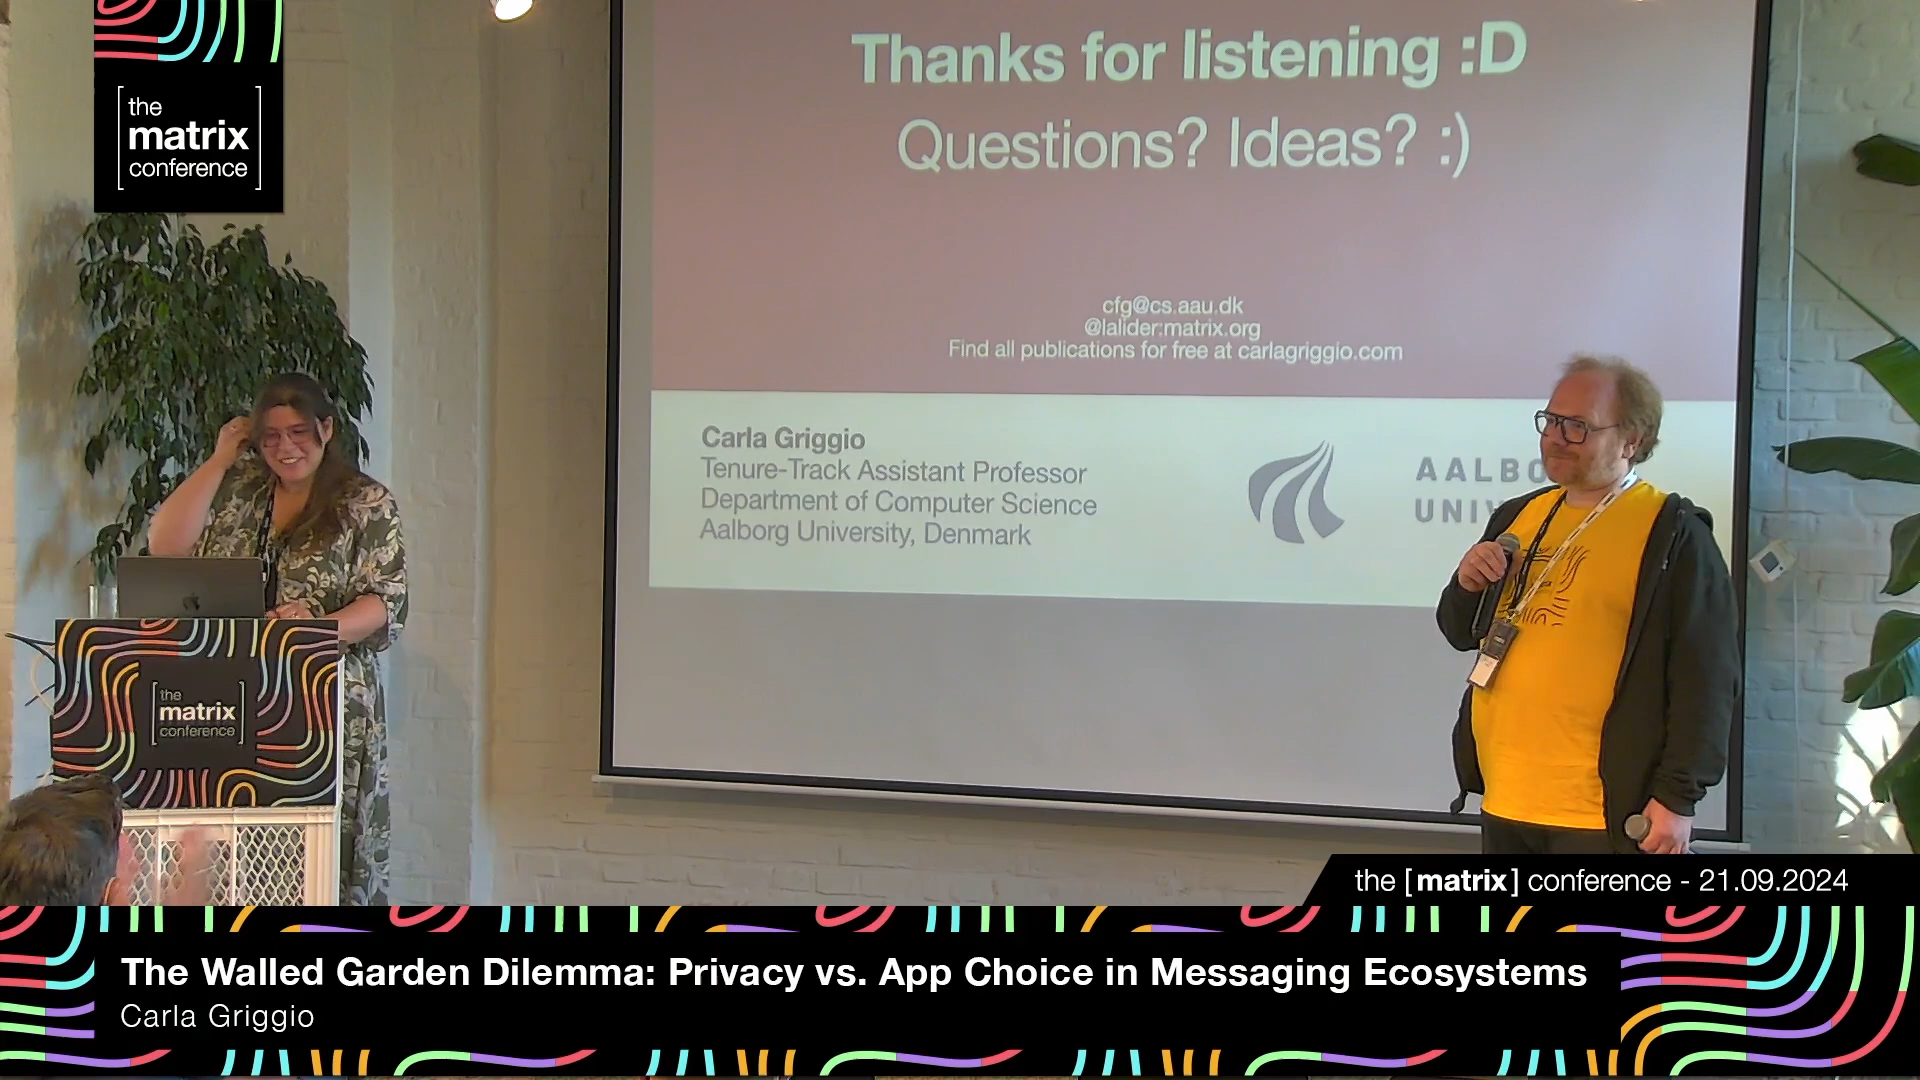 the
[matrix]
conference
Thanks for listening :D
Questions? Ideas? :)
cfg@cs.aau.dk
@lalider:matrix.org
Find all publications for free at carlagriggio.com
Carla Griggio
Tenure-Track Assistant Professor
Department of Computer Science
Aalborg University, Denmark
AALBO
UNIV
the
[matrix]
conference
the [matrix] conference - 21.09.2024
The Walled Garden Dilemma: Privacy vs. App Choice in Messaging Ecosystems
Carla Griggio